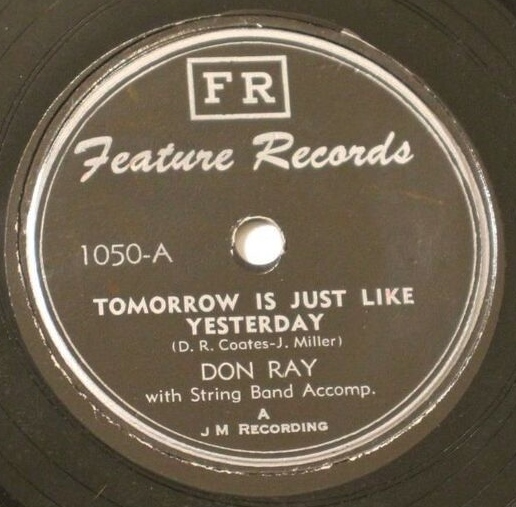 FR
Feature Records
1050-A
TOMORROW IS JUST LIKE
YESTERDAY
(D. R. Coates-J. Miller)
DON RAY
with String Band Accomp.
A
J M RECORDING